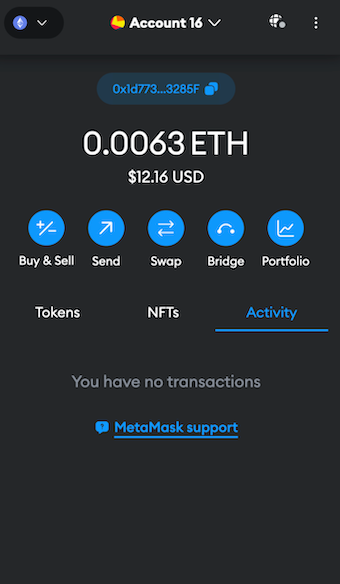 Account 16
0x1d773...3285F
0.0063 ETH
$12.16 USD
Buy & Sell Send Swap Bridge Portfolio
Tokens NFTs Activity
You have no transactions
MetaMask support